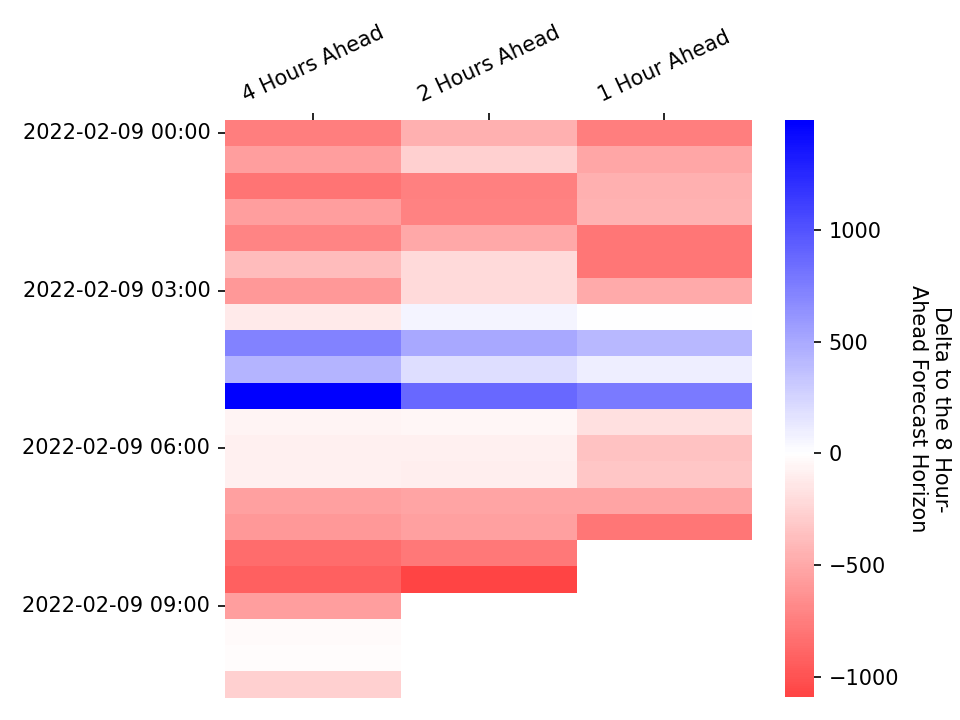 4 Hours Ahead
2 Hours Ahead
1 Hour Ahead
2022-02-09 00:00
2022-02-09 03:00
2022-02-09 06:00
2022-02-09 09:00
1000
500
0
−500
−1000
Delta to the 8 Hour-
Ahead Forecast Horizon